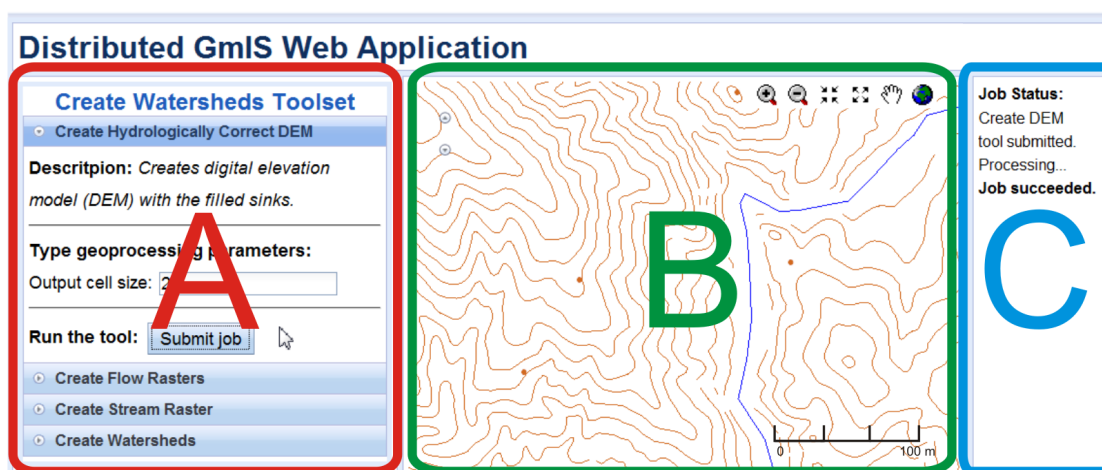 Distributed GmIS Web Application
Create Watersheds Toolset
Create Hydrologically Correct DEM
Descritpion: Creates digital elevation
model (DEM) with the filled sinks.
Type geoprocessing parameters:
Output cell size: 2
Run the tool: Submit job
Create Flow Rasters
Create Stream Raster
Create Watersheds
A
B
0 100 m
Job Status:
Create DEM
tool submitted.
Processing...
Job succeeded.
C